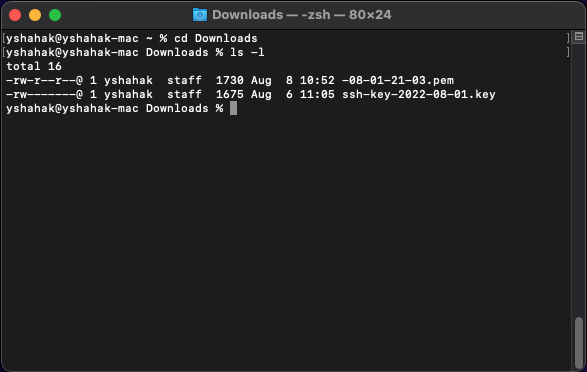 Downloads — -zsh — 80×24
[yshahak@yshahak-mac ~ % cd Downloads ]
[yshahak@yshahak-mac Downloads % ls -l ]
total 16
-rw-r--r--@ 1 yshahak  staff  1730 Aug  8 10:52 -08-01-21-03.pem
-rw-------@ 1 yshahak  staff  1675 Aug  6 11:05 ssh-key-2022-08-01.key
yshahak@yshahak-mac Downloads %